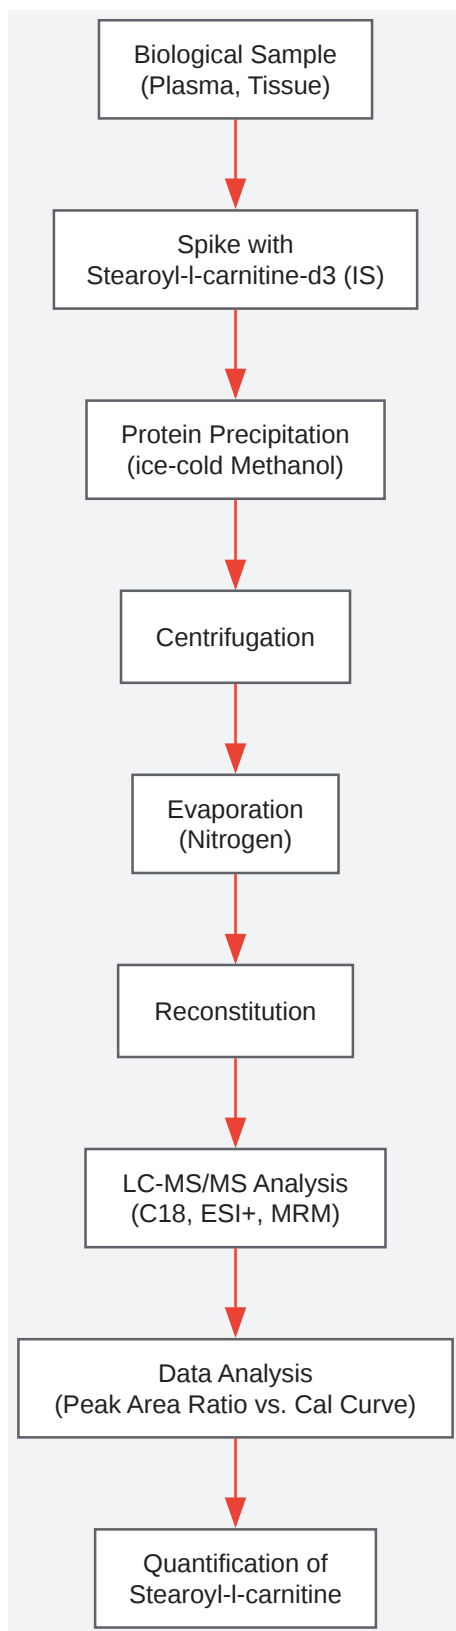 Biological Sample
(Plasma, Tissue)
Spike with
Stearoyl-l-carnitine-d3 (IS)
Protein Precipitation
(ice-cold Methanol)
Centrifugation
Evaporation
(Nitrogen)
Reconstitution
LC-MS/MS Analysis
(C18, ESI+, MRM)
Data Analysis
(Peak Area Ratio vs. Cal Curve)
Quantification of
Stearoyl-l-carnitine